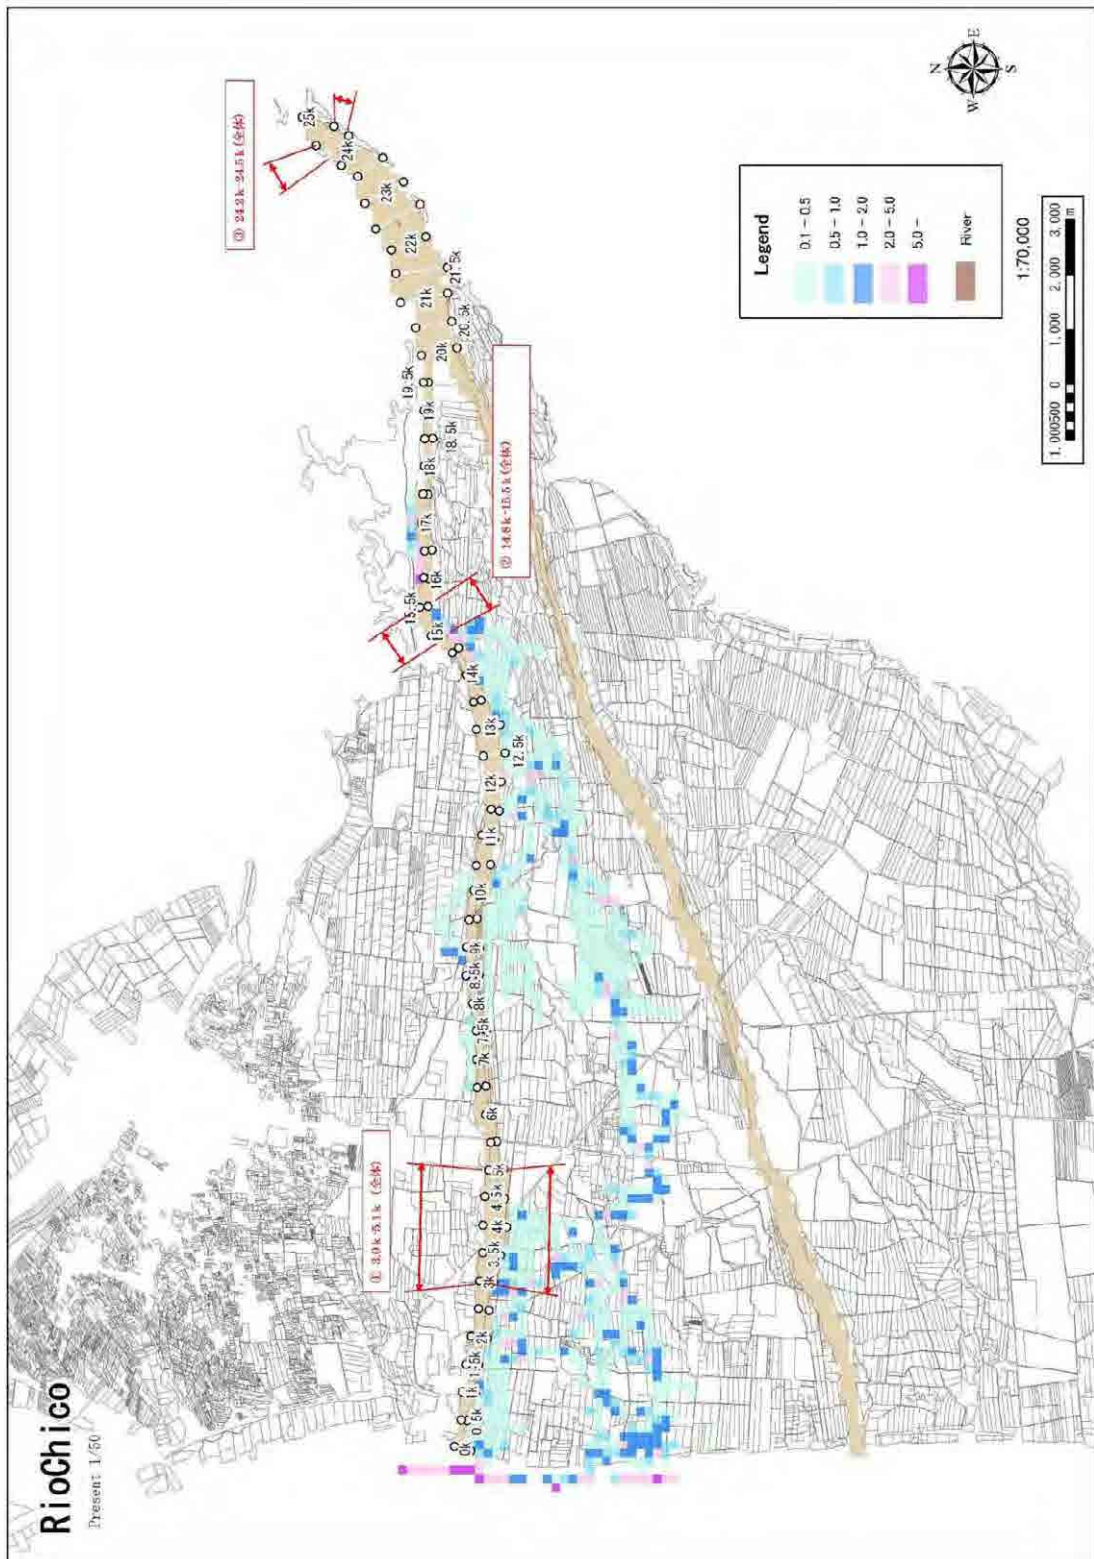 RioChico
Present 1/50
① 3.0k-5.1k (全体)
② 14.8k-15.5k (全体)
③ 24.2k-24.5k (全体)
0k
0.5k
1k
1.5k
2k
3k
3.5k
4k
4.5k
5k
6k
7k
7.5k
8k
8.5k
9k
10k
11k
12k
12.5k
13k
14k
15k
15.5k
16k
17k
18k
18.5k
19k
19.5k
20k
20.5k
21k
21.5k
22k
23k
24k
25k
N
E
S
W
Legend
0.1 - 0.5
0.5 - 1.0
1.0 - 2.0
2.0 - 5.0
5.0 -
River
1:70,000
1,000 500 0 1,000 2,000 3,000
m